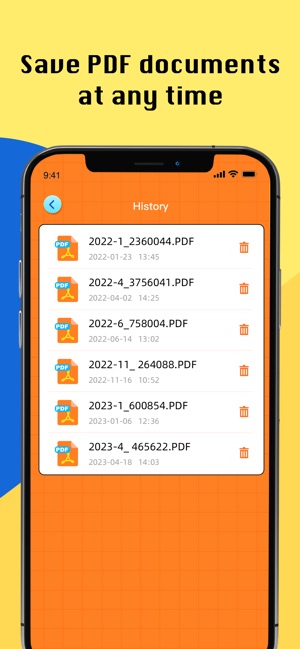 Save PDF documents
at any time
9:41
History
PDF
2022-1_2360044.PDF
2022-01-23 13:45
PDF
2022-4_3756041.PDF
2022-04-02 14:25
PDF
2022-6_758004.PDF
2022-06-14 13:02
PDF
2022-11_ 264088.PDF
2022-11-16 10:52
PDF
2023-1_600854.PDF
2023-01-06 12:36
PDF
2023-4_ 465622.PDF
2023-04-18 14:03